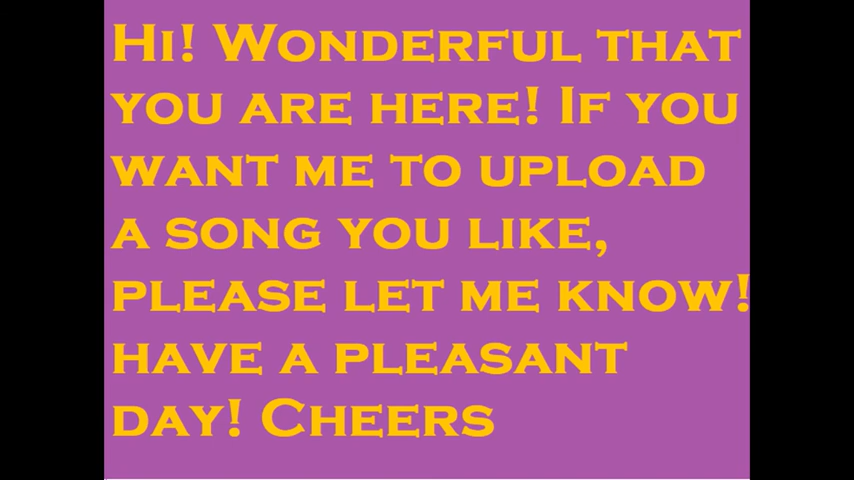 Hi! Wonderful that
you are here! If you
want me to upload
a song you like,
please let me know!
have a pleasant
day! Cheers